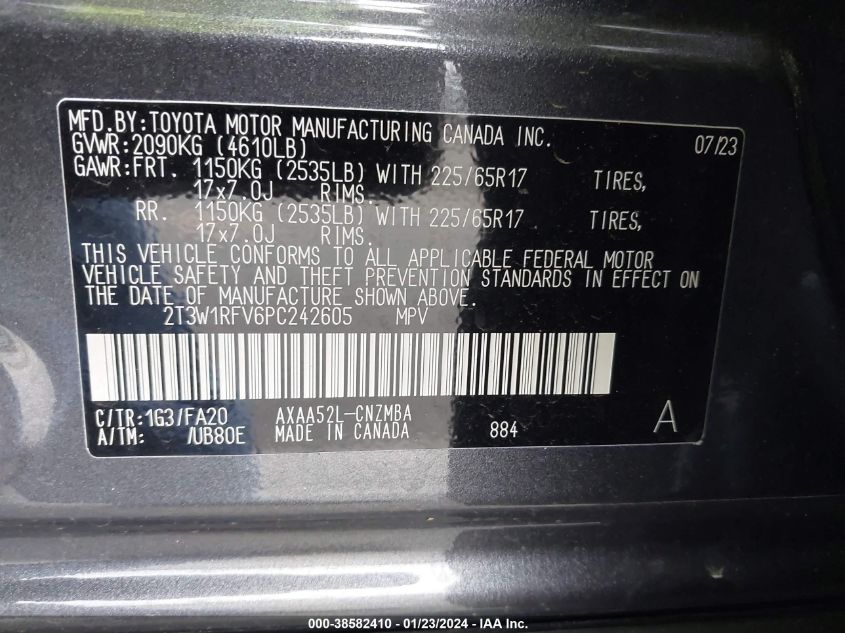 MFD.BY:TOYOTA MOTOR MANUFACTURING CANADA INC. 07/23
GVWR:2090KG (4610LB)
GAWR:FRT. 1150KG (2535LB) WITH 225/65R17 TIRES,
17x7.0J RIMS.
RR. 1150KG (2535LB) WITH 225/65R17 TIRES,
17x7.0J RIMS.
THIS VEHICLE CONFORMS TO ALL APPLICABLE FEDERAL MOTOR
VEHICLE SAFETY AND THEFT PREVENTION STANDARDS IN EFFECT ON
THE DATE OF MANUFACTURE SHOWN ABOVE.
2T3W1RFV6PC242605 MPV
C/TR:1G3/FA20 AXAA52L-CNZMBA
A/TM: /UB80E MADE IN CANADA 884 A
000-38582410 - 01/23/2024 - IAA Inc.